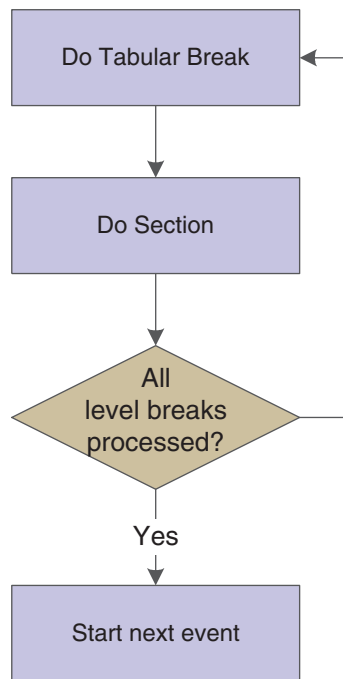 Do Tabular Break
Do Section
All
level breaks
processed?
Yes
Start next event